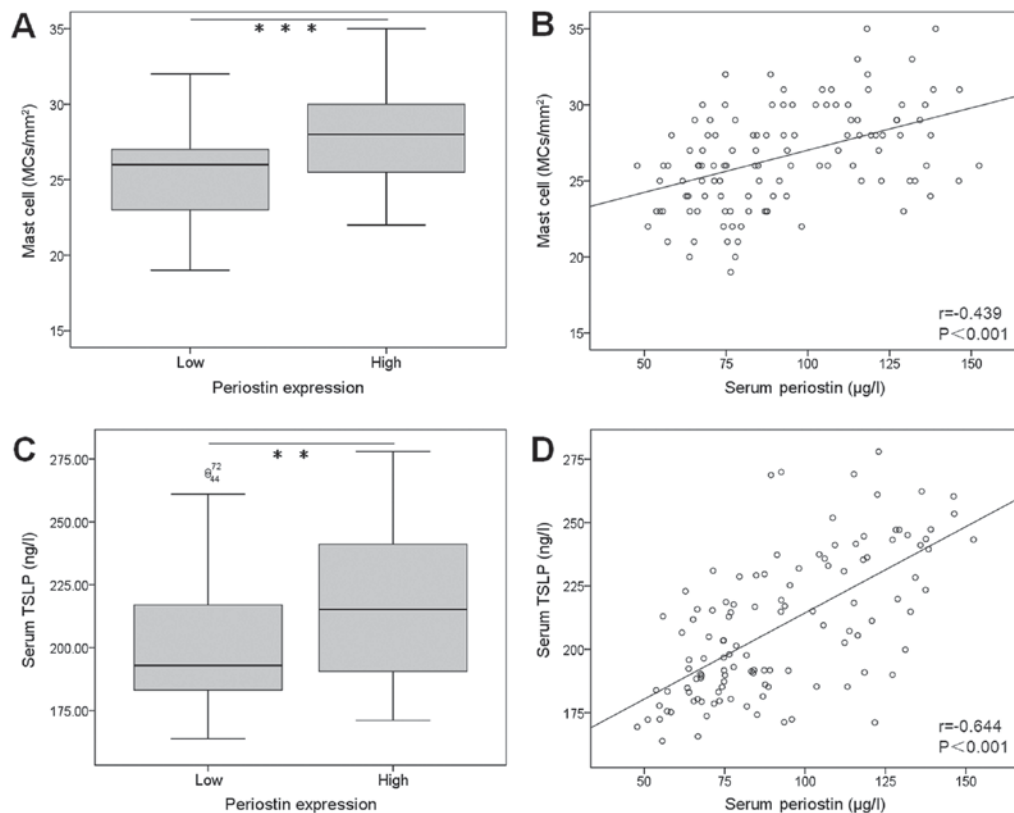 A
* * *
Mast cell (MCs/mm²)
35
30
25
20
15
Low
High
Periostin expression
B
Mast cell (MCs/mm²)
35
30
25
20
15
r=-0.439
P<0.001
50
75
100
125
150
Serum periostin (μg/l)
C
* *
72
44
Serum TSLP (ng/l)
275.00
250.00
225.00
200.00
175.00
Low
High
Periostin expression
D
Serum TSLP (ng/l)
275
250
225
200
175
r=-0.644
P<0.001
50
75
100
125
150
Serum periostin (μg/l)